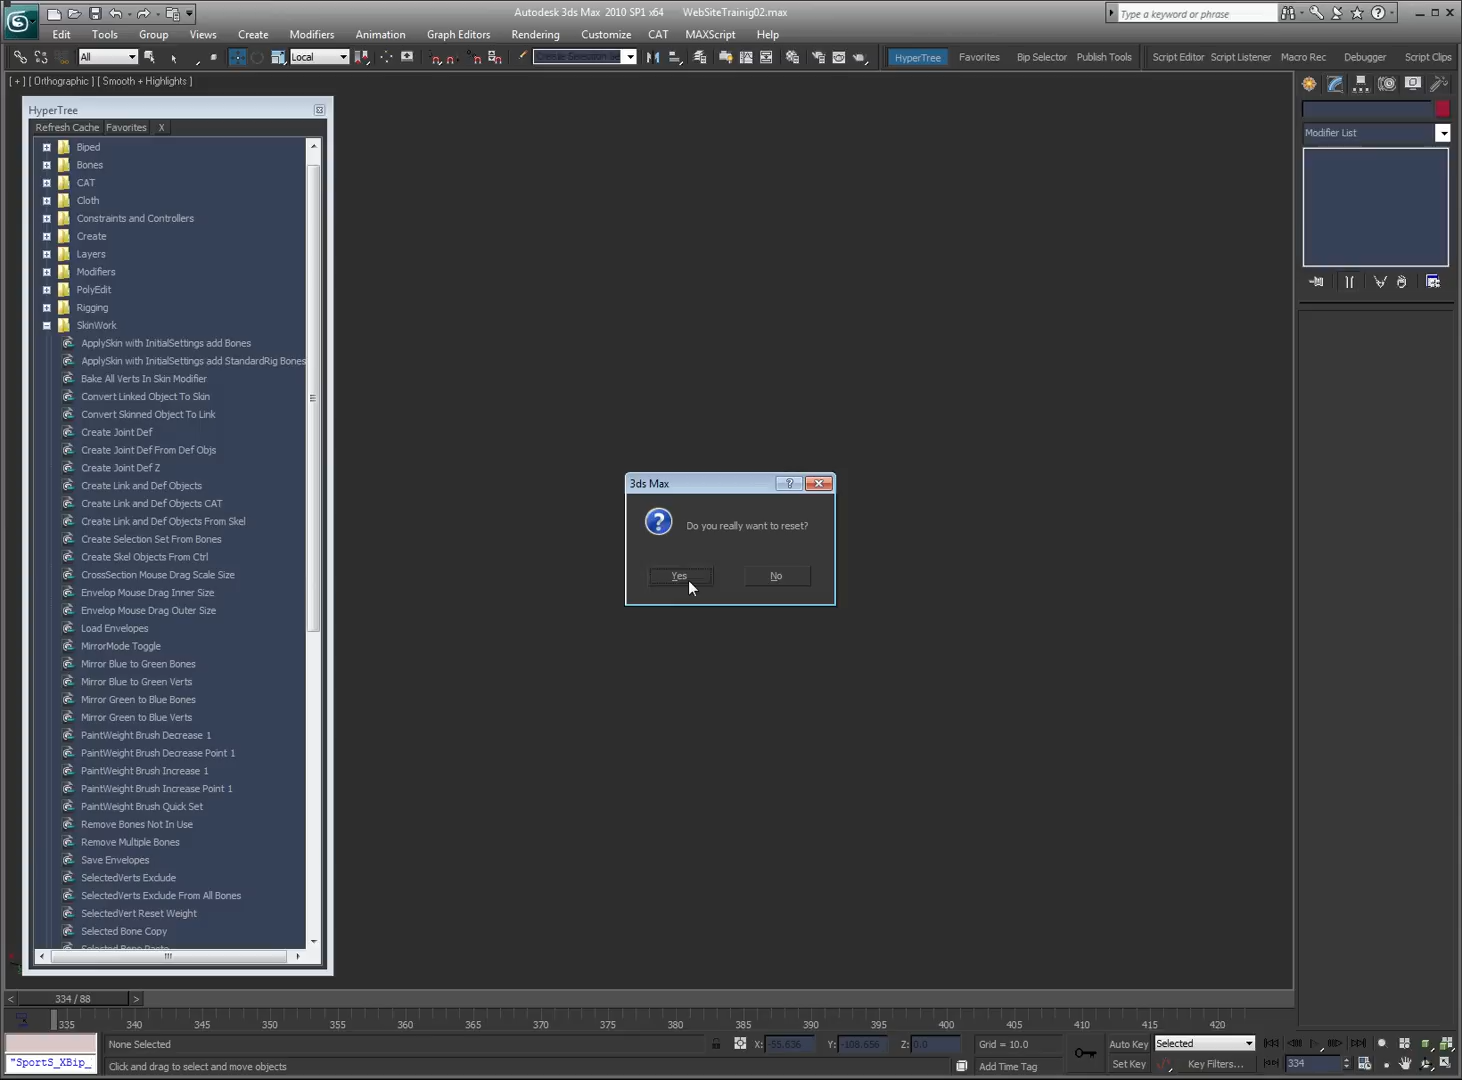 Autodesk 3ds Max 2010 SP1 x64 WebSiteTrainig02.max
Type a keyword or phrase
Edit Tools Group Views Create Modifiers Animation Graph Editors Rendering Customize CAT MAXScript Help
All Local HyperTree Favorites Bip Selector Publish Tools Script Editor Script Listener Macro Rec Debugger Script Clips
[ + ] [ Orthographic ] [ Smooth + Highlights ]
HyperTree
Refresh Cache Favorites X
Modifier List
Biped
Bones
CAT
Cloth
Constraints and Controllers
Create
Layers
Modifiers
PolyEdit
Rigging
SkinWork
ApplySkin with InitialSettings add Bones
ApplySkin with InitialSettings add StandardRig Bones
Bake All Verts In Skin Modifier
Convert Linked Object To Skin
Convert Skinned Object To Link
Create Joint Def
Create Joint Def From Def Objs
Create Joint Def Z
Create Link and Def Objects
Create Link and Def Objects CAT
Create Link and Def Objects From Skel
Create Selection Set From Bones
Create Skel Objects From Ctrl
CrossSection Mouse Drag Scale Size
Envelop Mouse Drag Inner Size
Envelop Mouse Drag Outer Size
Load Envelopes
MirrorMode Toggle
Mirror Blue to Green Bones
Mirror Blue to Green Verts
Mirror Green to Blue Bones
Mirror Green to Blue Verts
PaintWeight Brush Decrease 1
PaintWeight Brush Decrease Point 1
PaintWeight Brush Increase 1
PaintWeight Brush Increase Point 1
PaintWeight Brush Quick Set
Remove Bones Not In Use
Remove Multiple Bones
Save Envelopes
SelectedVerts Exclude
SelectedVerts Exclude From All Bones
SelectedVert Reset Weight
Selected Bone Copy
Selected Bone Paste
3ds Max
Do you really want to reset?
Yes No
< 334 / 88 >
335 340 345 350 355 360 365 370 375 380 385 390 395 400 405 410 415 420
None Selected X: -55.636 Y: -108.656 Z: 0.0 Grid = 10.0 Auto Key Selected
"SportS_XBip_ Click and drag to select and move objects Add Time Tag Set Key Key Filters... 334